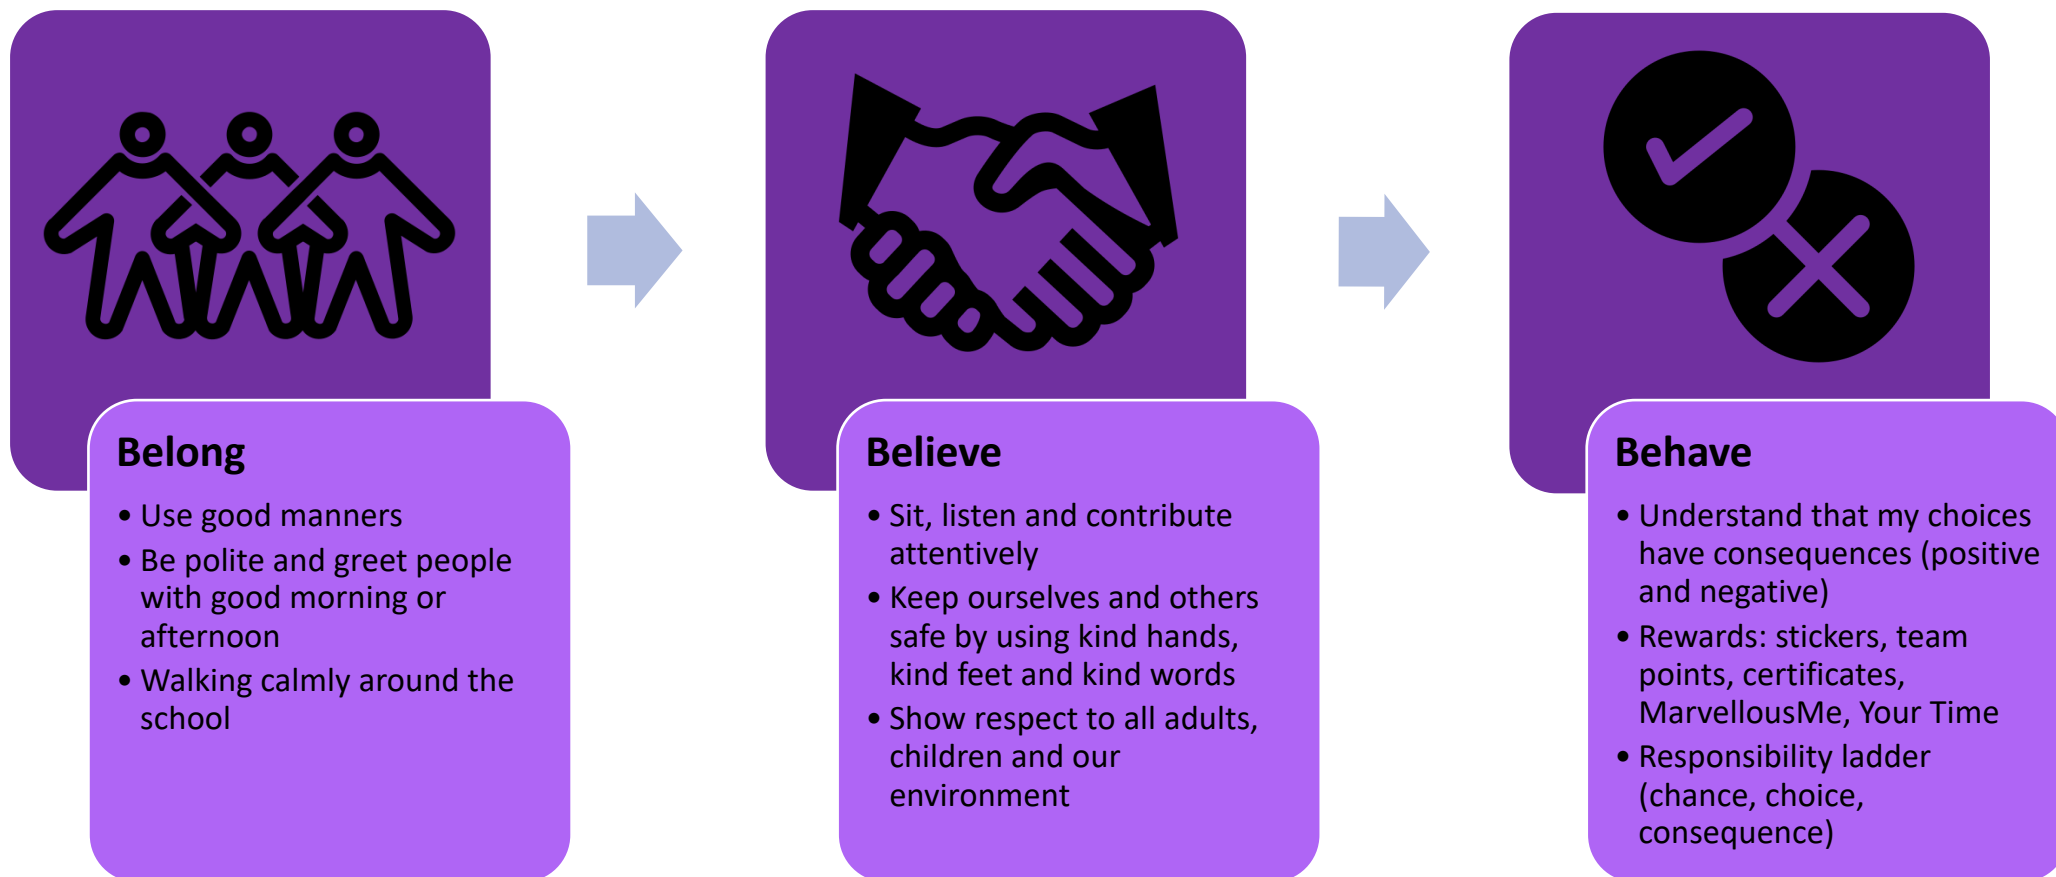 Belong
• Use good manners
• Be polite and greet people
with good morning or
afternoon
• Walking calmly around the
school
Believe
• Sit, listen and contribute
attentively
• Keep ourselves and others
safe by using kind hands,
kind feet and kind words
• Show respect to all adults,
children and our
environment
Behave
• Understand that my choices
have consequences (positive
and negative)
• Rewards: stickers, team
points, certificates,
MarvellousMe, Your Time
• Responsibility ladder
(chance, choice,
consequence)